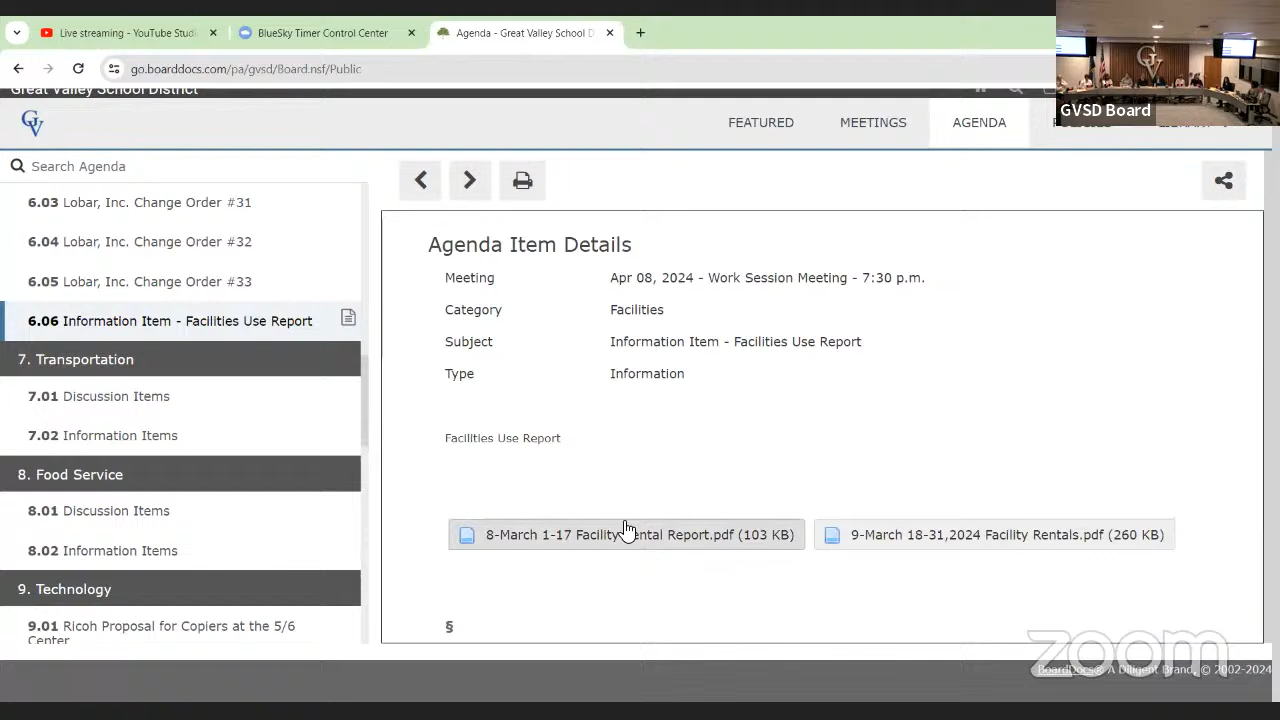 Live streaming - YouTube Studi
BlueSky Timer Control Center
Agenda - Great Valley School D
go.boarddocs.com/pa/gvsd/Board.nsf/Public
Great Valley School District
GVSD Board
GV
FEATURED
MEETINGS
AGENDA
Search Agenda
6.03 Lobar, Inc. Change Order #31
6.04 Lobar, Inc. Change Order #32
6.05 Lobar, Inc. Change Order #33
6.06 Information Item - Facilities Use Report
7. Transportation
7.01 Discussion Items
7.02 Information Items
8. Food Service
8.01 Discussion Items
8.02 Information Items
9. Technology
9.01 Ricoh Proposal for Copiers at the 5/6
Center
Agenda Item Details
Meeting Apr 08, 2024 - Work Session Meeting - 7:30 p.m.
Category Facilities
Subject Information Item - Facilities Use Report
Type Information
Facilities Use Report
8-March 1-17 Facility Rental Report.pdf (103 KB)
9-March 18-31,2024 Facility Rentals.pdf (260 KB)
§
zoom
BoardDocs® A Diligent Brand. © 2002-2024